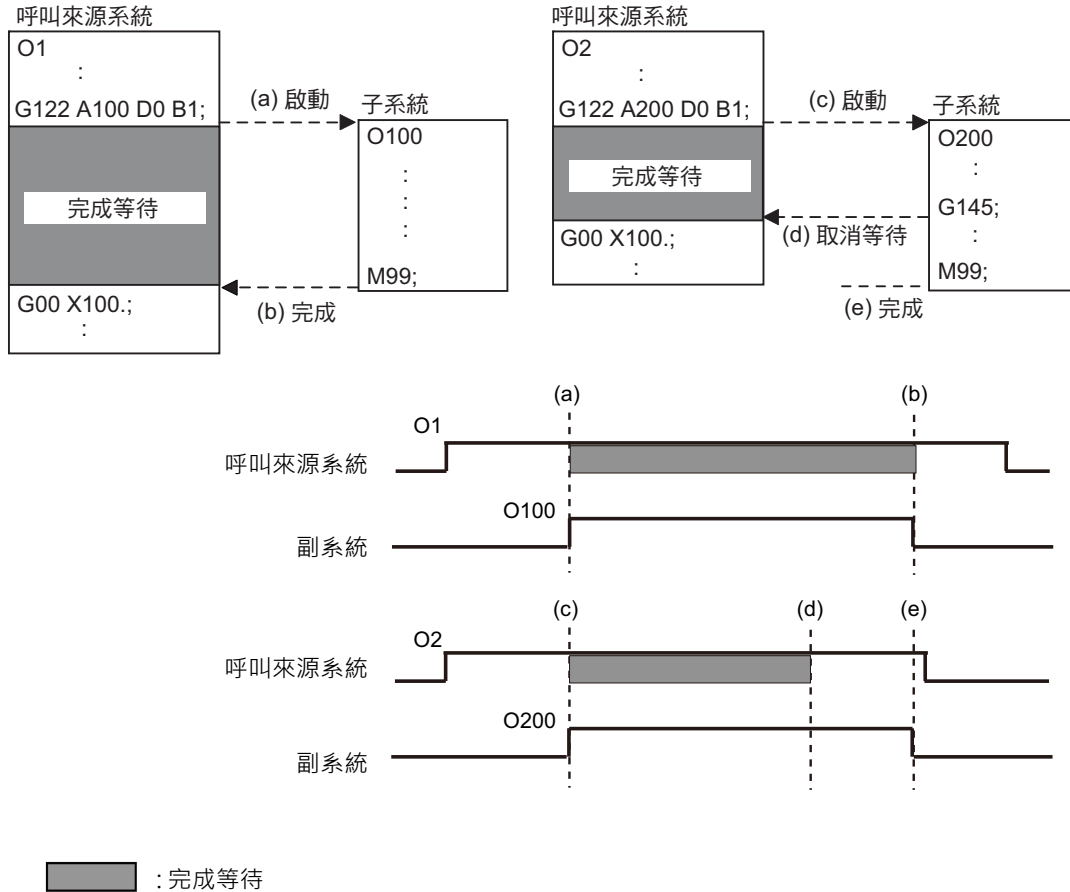 呼叫來源系統
O1
:
G122 A100 D0 B1;
完成等待
G00 X100.;
:
(a) 啟動
子系統
O100
:
:
:
:
M99;
(b) 完成
呼叫來源系統
O2
:
G122 A200 D0 B1;
完成等待
G00 X100.;
:
(c) 啟動
子系統
O200
:
G145;
:
M99;
(d) 取消等待
(e) 完成
(a)
(b)
O1
呼叫來源系統
O100
副系統
(c)
(d)
(e)
O2
呼叫來源系統
O200
副系統
: 完成等待